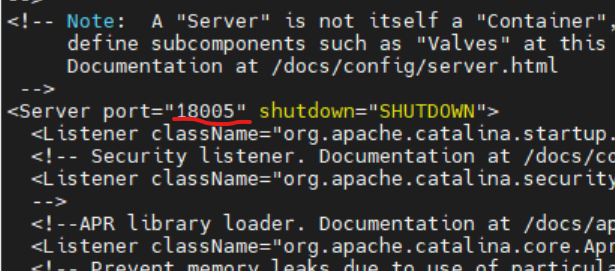 -->
<!-- Note:  A "Server" is not itself a "Container",
define subcomponents such as "Valves" at this
Documentation at /docs/config/server.html
-->
<Server port="18005" shutdown="SHUTDOWN">
<Listener className="org.apache.catalina.startup.
<!-- Security listener. Documentation at /docs/co
<Listener className="org.apache.catalina.security
-->
<!--APR library loader. Documentation at /docs/ap
<Listener className="org.apache.catalina.core.Apr
<!-- Prevent memory leaks due to use of particul